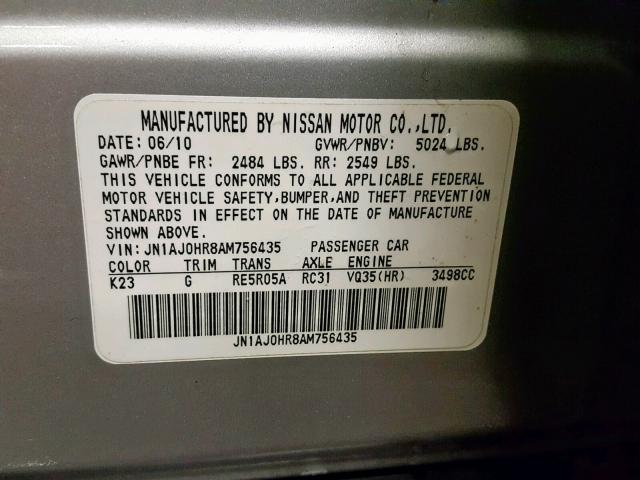 MANUFACTURED BY NISSAN MOTOR CO.,LTD.
DATE: 06/10 GVWR/PNBV: 5024 LBS.
GAWR/PNBE FR: 2484 LBS. RR: 2549 LBS.
THIS VEHICLE CONFORMS TO ALL APPLICABLE FEDERAL
MOTOR VEHICLE SAFETY,BUMPER,AND THEFT PREVENTION
STANDARDS IN EFFECT ON THE DATE OF MANUFACTURE
SHOWN ABOVE.
VIN:JN1AJ0HR8AM756435 PASSENGER CAR
COLOR TRIM TRANS AXLE ENGINE
K23 G RE5R05A RC31 VQ35(HR) 3498CC
JN1AJ0HR8AM756435